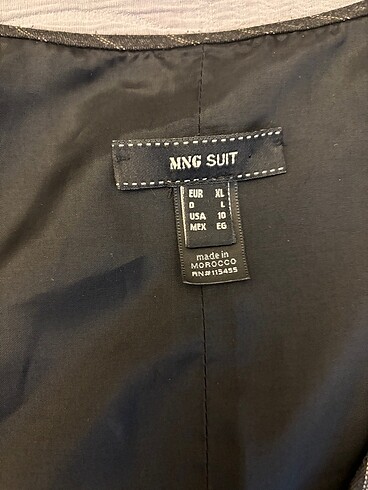 MNG SUIT
EUR XL
D L
USA 10
MEX EG
made in
MOROCCO
RN#115455